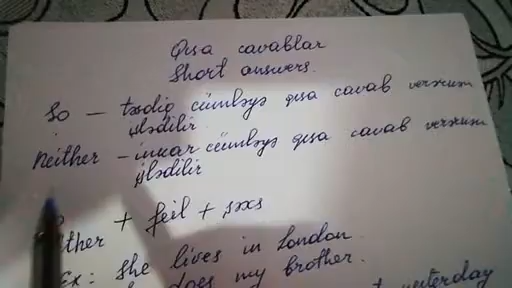 Qısa cavablar
Short answers.
So – təsdiq cümləyə qısa cavab verərkən
işlədilir
Neither – inkar cümləyə qısa cavab verərkən
işlədilir
+ feil + şəxs
Ex: She lives in London.
does my brother.
yesterday